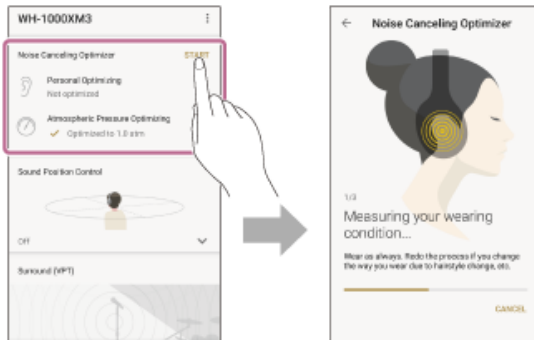 WH-1000XM3
Noise Canceling Optimizer
START
Personal Optimizing
Not optimized
Atmospheric Pressure Optimizing
Optimized to 1.0 atm
Sound Position Control
Off
Surround (VPT)
Noise Canceling Optimizer
1/3
Measuring your wearing
condition...
Wear as always. Redo the process if you change
the way you wear due to hairstyle change, etc.
CANCEL